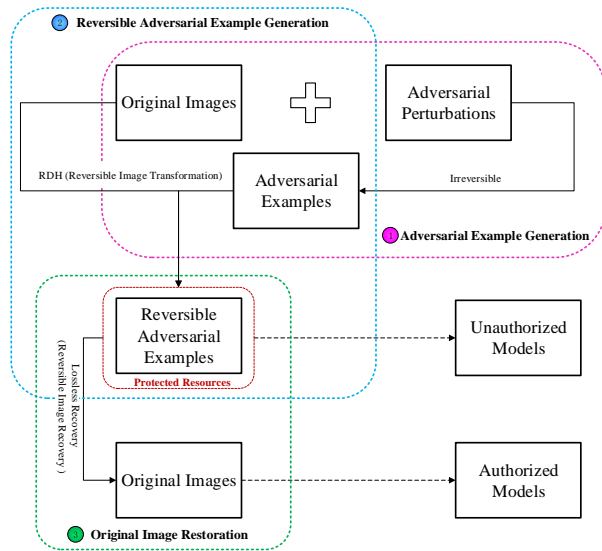 2 Reversible Adversarial Example Generation
Original Images
Adversarial
Perturbations
RDH (Reversible Image Transformation)
Adversarial
Examples
Irreversible
1 Adversarial Example Generation
Reversible
Adversarial
Examples
Protected Resources
Unauthorized
Models
Lossless Recovery
(Reversible Image Recovery )
Original Images
Authorized
Models
3 Original Image Restoration